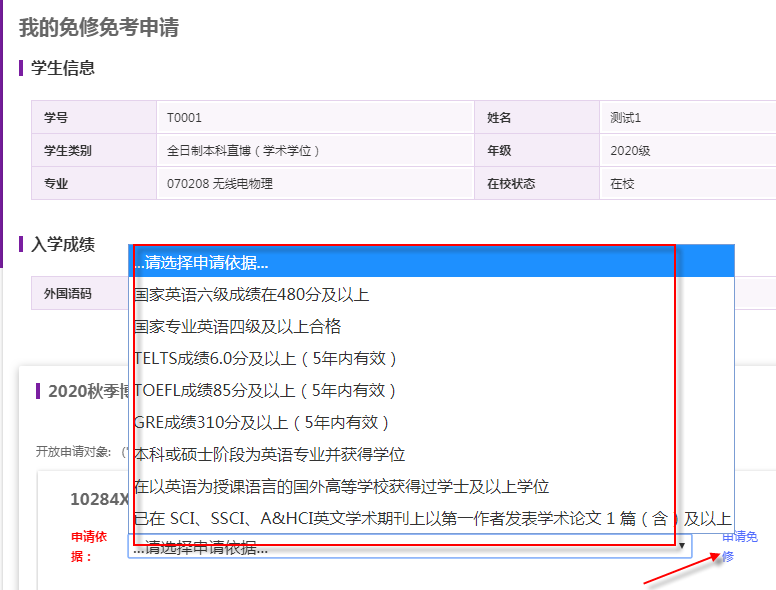 我的免修免考申请
学生信息
学号 T0001 姓名 测试1
学生类别 全日制本科直博（学术学位） 年级 2020级
专业 070208 无线电物理 在校状态 在校
入学成绩
...请选择申请依据...
外国语码
国家英语六级成绩在480分及以上
国家专业英语四级及以上合格
TELTS成绩6.0分及以上（5年内有效）
2020秋季博
TOEFL成绩85分及以上（5年内有效）
GRE成绩310分及以上（5年内有效）
开放申请对象:
本科或硕士阶段为英语专业并获得学位
在以英语为授课语言的国外高等学校获得过学士及以上学位
10284X
已在 SCI、SSCI、A&HCI英文学术期刊上以第一作者发表学术论文 1 篇（含）及以上
申请依
据：
...请选择申请依据...
申请免
修